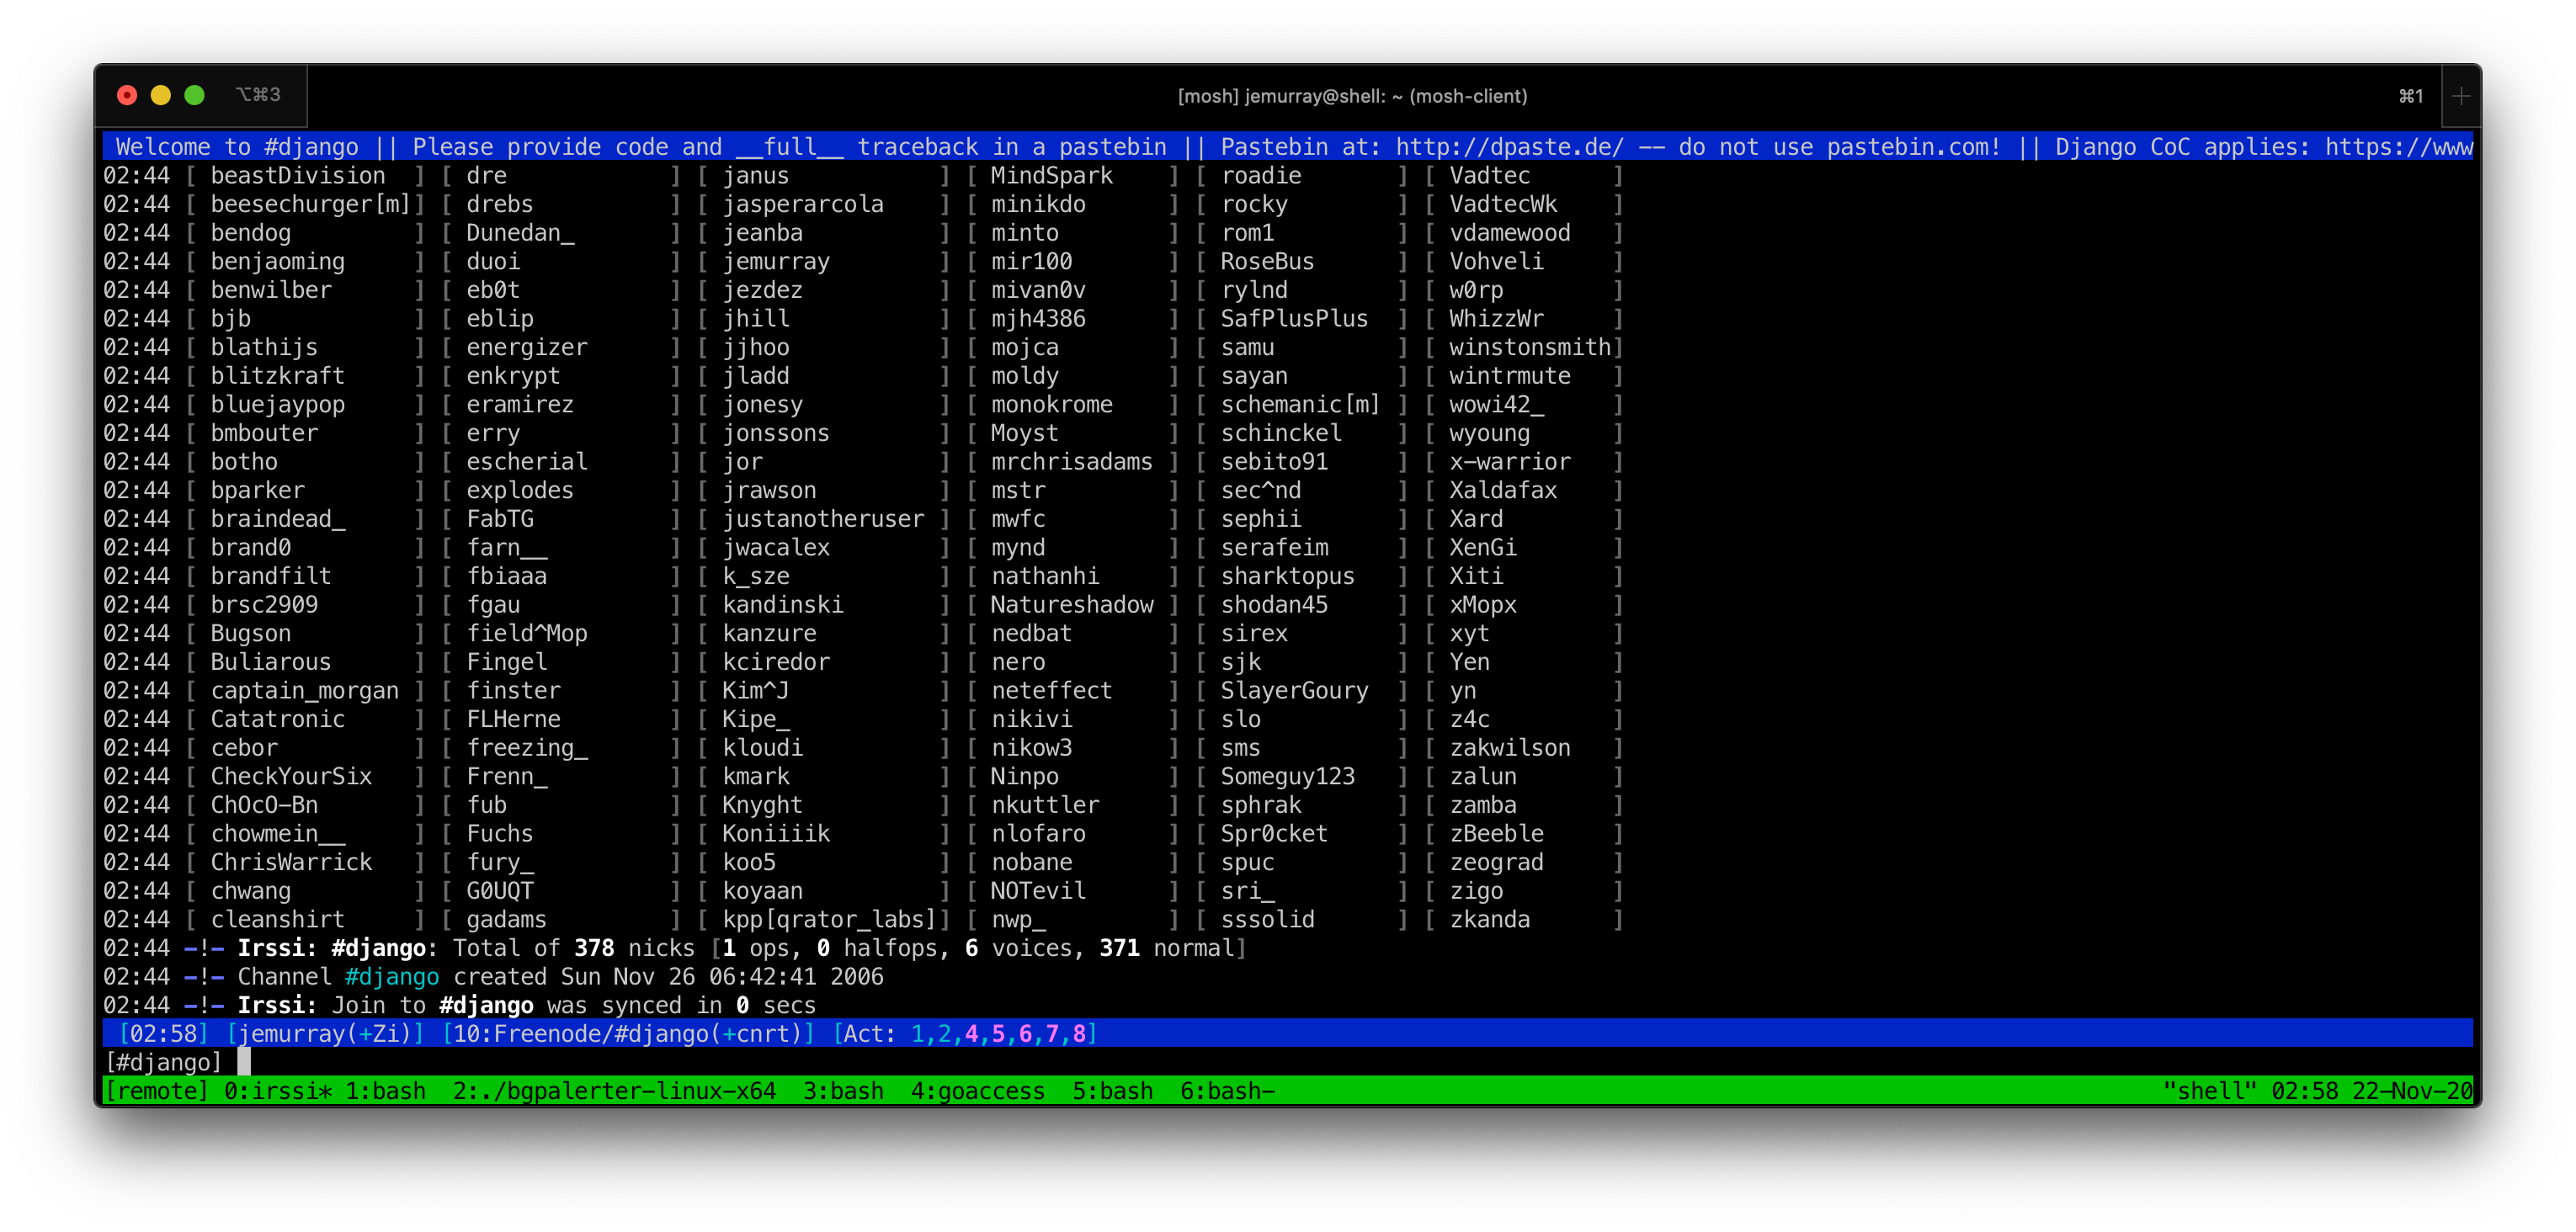 ⌥⌘3 [mosh] jemurray@shell: ~ (mosh-client) ⌘1 +
Welcome to #django || Please provide code and __full__ traceback in a pastebin || Pastebin at: http://dpaste.de/ -- do not use pastebin.com! || Django CoC applies: https://www
02:44 [ beastDivision ] [ dre ] [ janus ] [ MindSpark ] [ roadie ] [ Vadtec ]
02:44 [ beesechurger[m]] [ drebs ] [ jasperarcola ] [ minikdo ] [ rocky ] [ VadtecWk ]
02:44 [ bendog ] [ Dunedan_ ] [ jeanba ] [ minto ] [ rom1 ] [ vdamewood ]
02:44 [ benjaoming ] [ duoi ] [ jemurray ] [ mir100 ] [ RoseBus ] [ Vohveli ]
02:44 [ benwilber ] [ eb0t ] [ jezdez ] [ mivan0v ] [ rylnd ] [ w0rp ]
02:44 [ bjb ] [ eblip ] [ jhill ] [ mjh4386 ] [ SafPlusPlus ] [ WhizzWr ]
02:44 [ blathijs ] [ energizer ] [ jjhoo ] [ mojca ] [ samu ] [ winstonsmith]
02:44 [ blitzkraft ] [ enkrypt ] [ jladd ] [ moldy ] [ sayan ] [ wintrmute ]
02:44 [ bluejaypop ] [ eramirez ] [ jonesy ] [ monokrome ] [ schemanic[m] ] [ wowi42_ ]
02:44 [ bmbouter ] [ erry ] [ jonssons ] [ Moyst ] [ schinckel ] [ wyoung ]
02:44 [ botho ] [ escherial ] [ jor ] [ mrchrisadams ] [ sebito91 ] [ x-warrior ]
02:44 [ bparker ] [ explodes ] [ jrawson ] [ mstr ] [ sec^nd ] [ Xaldafax ]
02:44 [ braindead_ ] [ FabTG ] [ justanotheruser ] [ mwfc ] [ sephii ] [ Xard ]
02:44 [ brand0 ] [ farn__ ] [ jwacalex ] [ mynd ] [ serafeim ] [ XenGi ]
02:44 [ brandfilt ] [ fbiaaa ] [ k_sze ] [ nathanhi ] [ sharktopus ] [ Xiti ]
02:44 [ brsc2909 ] [ fgau ] [ kandinski ] [ Natureshadow ] [ shodan45 ] [ xMopx ]
02:44 [ Bugson ] [ field^Mop ] [ kanzure ] [ nedbat ] [ sirex ] [ xyt ]
02:44 [ Buliarous ] [ Fingel ] [ kciredor ] [ nero ] [ sjk ] [ Yen ]
02:44 [ captain_morgan ] [ finster ] [ Kim^J ] [ neteffect ] [ SlayerGoury ] [ yn ]
02:44 [ Catatronic ] [ FLHerne ] [ Kipe_ ] [ nikivi ] [ slo ] [ z4c ]
02:44 [ cebor ] [ freezing_ ] [ kloudi ] [ nikow3 ] [ sms ] [ zakwilson ]
02:44 [ CheckYourSix ] [ Frenn_ ] [ kmark ] [ Ninpo ] [ Someguy123 ] [ zalun ]
02:44 [ ChOcO-Bn ] [ fub ] [ Knyght ] [ nkuttler ] [ sphrak ] [ zamba ]
02:44 [ chowmein__ ] [ Fuchs ] [ Koniiiik ] [ nlofaro ] [ Spr0cket ] [ zBeeble ]
02:44 [ ChrisWarrick ] [ fury_ ] [ koo5 ] [ nobane ] [ spuc ] [ zeograd ]
02:44 [ chwang ] [ G0UQT ] [ koyaan ] [ NOTevil ] [ sri_ ] [ zigo ]
02:44 [ cleanshirt ] [ gadams ] [ kpp[qrator_labs]] [ nwp_ ] [ sssolid ] [ zkanda ]
02:44 -!- Irssi: #django: Total of 378 nicks [1 ops, 0 halfops, 6 voices, 371 normal]
02:44 -!- Channel #django created Sun Nov 26 06:42:41 2006
02:44 -!- Irssi: Join to #django was synced in 0 secs
[02:58] [jemurray(+Zi)] [10:Freenode/#django(+cnrt)] [Act: 1,2,4,5,6,7,8]
[#django]
[remote] 0:irssi* 1:bash 2:./bgpalerter-linux-x64 3:bash 4:goaccess 5:bash 6:bash- "shell" 02:58 22-Nov-20